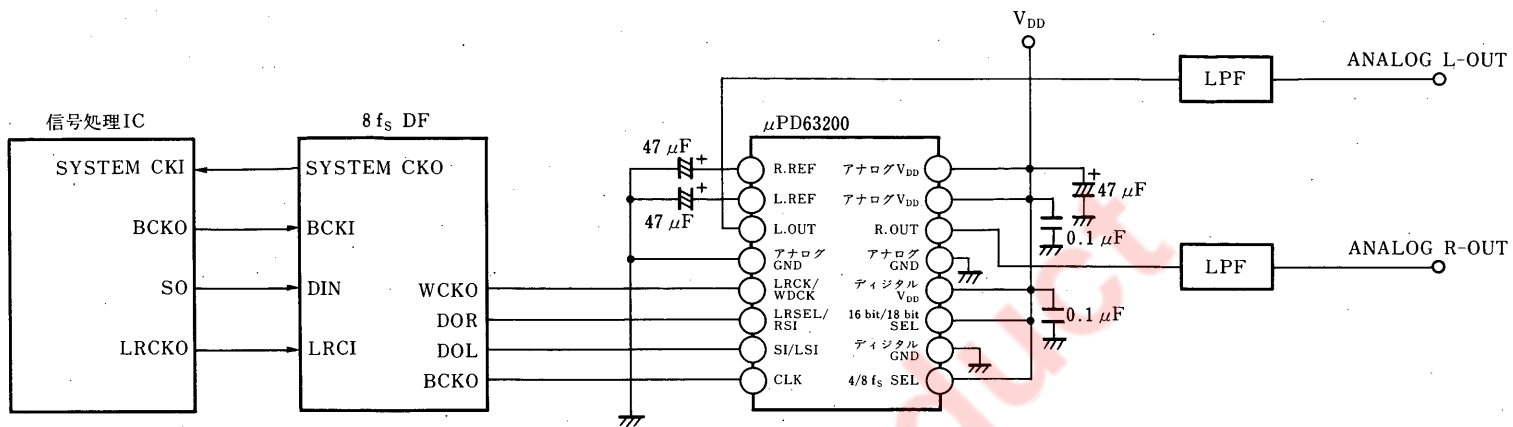 V_DD
ANALOG L-OUT
LPF
信号処理IC
8 f_S DF
μPD63200
SYSTEM CKI
SYSTEM CKO
BCKO
BCKI
SO
DIN
LRCKO
LRCI
WCKO
DOR
DOL
BCKO
47 μF
+
+
47 μF
R.REF
L.REF
L.OUT
アナログ
GND
LRCK/
WDCK
LRSEL/
RSI
SI/LSI
CLK
アナログV_DD
アナログV_DD
R.OUT
アナログ
GND
ディジタル
V_DD
16 bit/18 bit
SEL
ディジタル
GND
4/8 f_S SEL
+
47 μF
0.1 μF
0.1 μF
LPF
ANALOG R-OUT